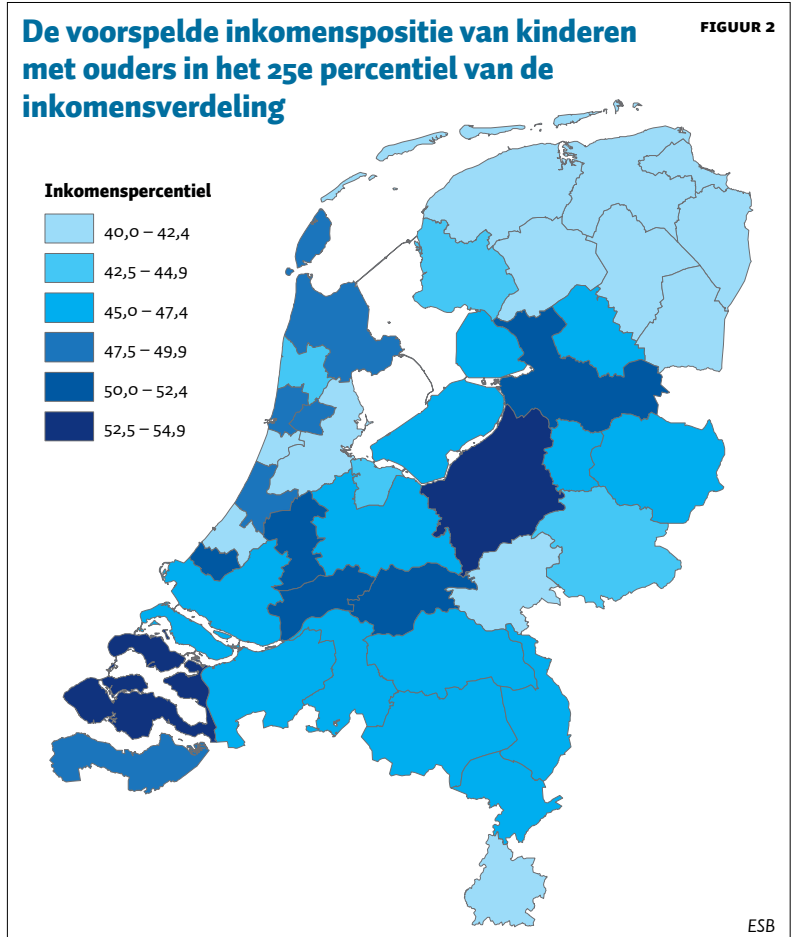 De voorspelde inkomenspositie van kinderen
met ouders in het 25e percentiel van de
inkomensverdeling
FIGUUR 2
Inkomenspercentiel
40,0 – 42,4
42,5 – 44,9
45,0 – 47,4
47,5 – 49,9
50,0 – 52,4
52,5 – 54,9
ESB